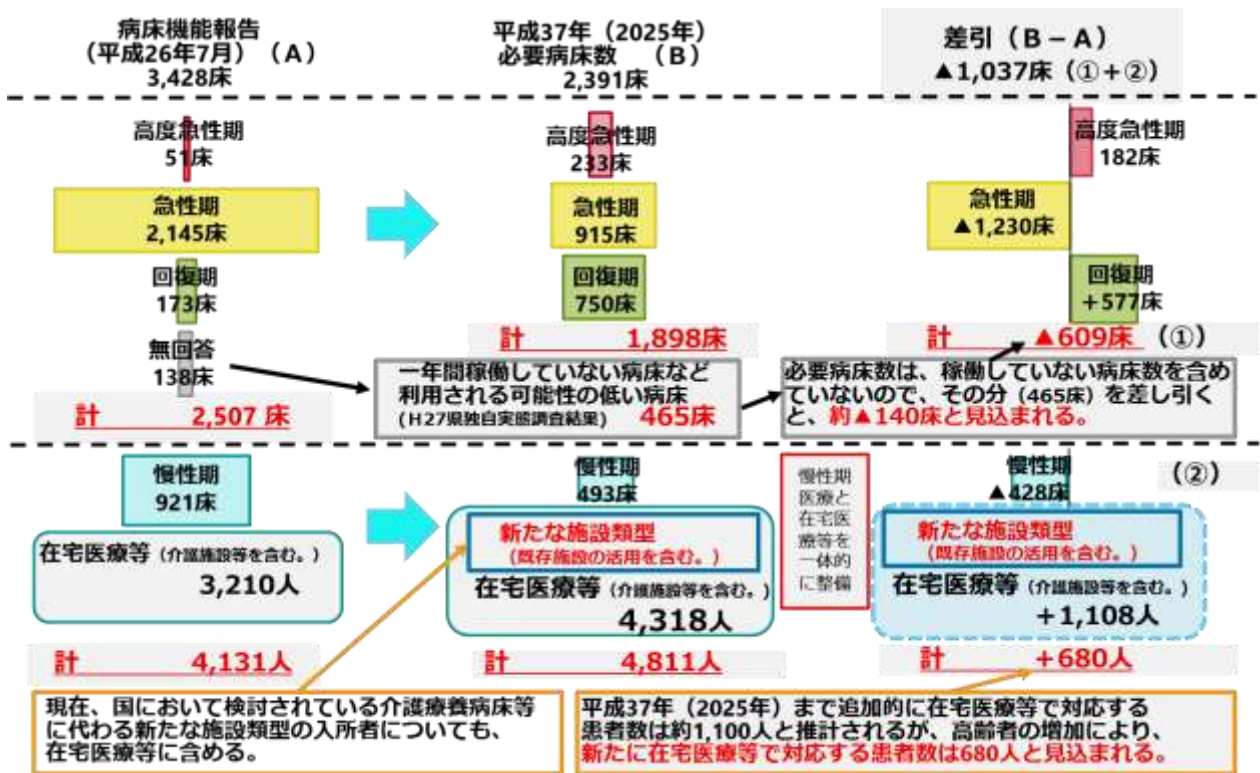 病床機能報告
（平成26年7月）（A）
3,428床
平成37年（2025年）
必要病床数　（B）
2,391床
差引（B－A）
▲1,037床（①＋②）
高度急性期
51床
高度急性期
233床
高度急性期
182床
急性期
2,145床
急性期
915床
急性期
▲1,230床
回復期
173床
回復期
750床
回復期
+577床
無回答
138床
計　2,507 床
計　1,898床
計　▲609床（①）
一年間稼働していない病床など
利用される可能性の低い病床
(H27県独自実態調査結果)　465床
必要病床数は、稼働していない病床数を含め
ていないので、その分（465床）を差し引く
と、約▲140床と見込まれる。
慢性期
921床
慢性期
493床
慢性期
医療と
在宅医
療等を
一体的
に整備
慢性期
▲428床
（②）
在宅医療等（介護施設等を含む。）
3,210人
新たな施設類型
（既存施設の活用を含む。）
在宅医療等（介護施設等を含む。）
4,318人
新たな施設類型
（既存施設の活用を含む。）
在宅医療等（介護施設等を含む。）
+1,108人
計　4,131人
計　4,811人
計　+680人
現在、国において検討されている介護療養病床等
に代わる新たな施設類型の入所者についても、
在宅医療等に含める。
平成37年（2025年）まで追加的に在宅医療等で対応する
患者数は約1,100人と推計されるが、高齢者の増加により、
新たに在宅医療等で対応する患者数は680人と見込まれる。